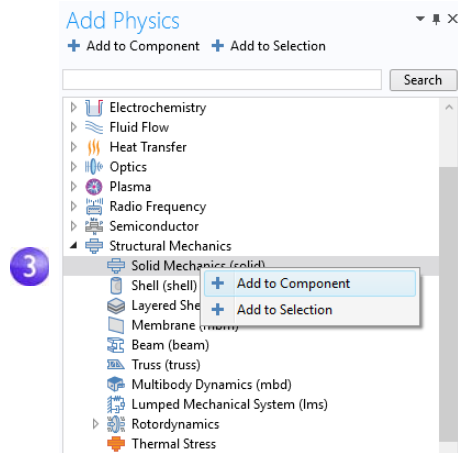 Add Physics
Add to Component Add to Selection
Search
Electrochemistry
Fluid Flow
Heat Transfer
Optics
Plasma
Radio Frequency
Semiconductor
Structural Mechanics
3
Solid Mechanics (solid)
Shell (shell)
Add to Component
Layered She
Add to Selection
Membrane (mbrn)
Beam (beam)
Truss (truss)
Multibody Dynamics (mbd)
Lumped Mechanical System (lms)
Rotordynamics
Thermal Stress